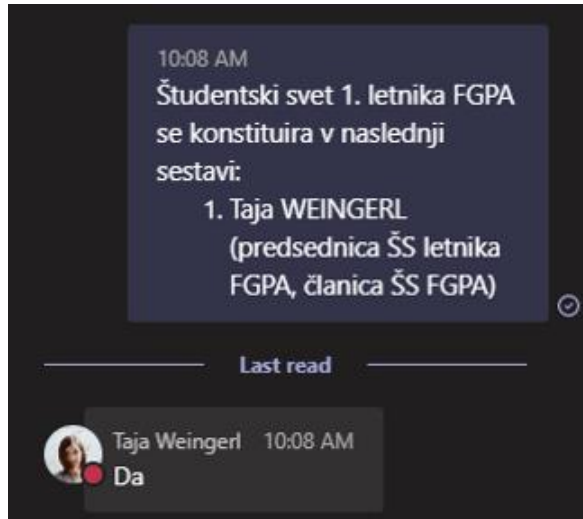 10:08 AM
Študentski svet 1. letnika FGPA
se konstituira v naslednji
sestavi:
1. Taja WEINGERL
(predsednica ŠS letnika
FGPA, članica ŠS FGPA)
Last read
Taja Weingerl 10:08 AM
Da